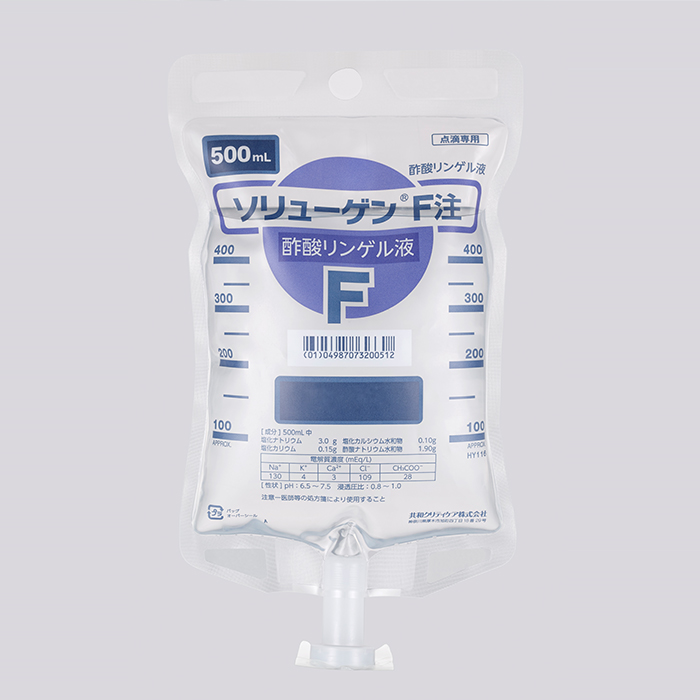 500mL
点滴専用
酢酸リンゲル液
ソリューゲン® F注
酢酸リンゲル液
F
400 400
300 300
200 200
100 100
APPROX. APPROX.
HY116
(01)04987073200512
[成分] 500mL 中
塩化ナトリウム 3.0 g 塩化カルシウム水和物 0.10g
塩化カリウム 0.15g 酢酸ナトリウム水和物 1.90g
電解質濃度 (mEq/L)
Na⁺ K⁺ Ca²⁺ Cl⁻ CH₃COO⁻
130 4 3 109 28
[性状] pH：6.5～7.5 浸透圧比：0.8～1.0
注意－医師等の処方箋により使用すること
プラ
バッグ
オーバーシール
K
共和クリティケア株式会社